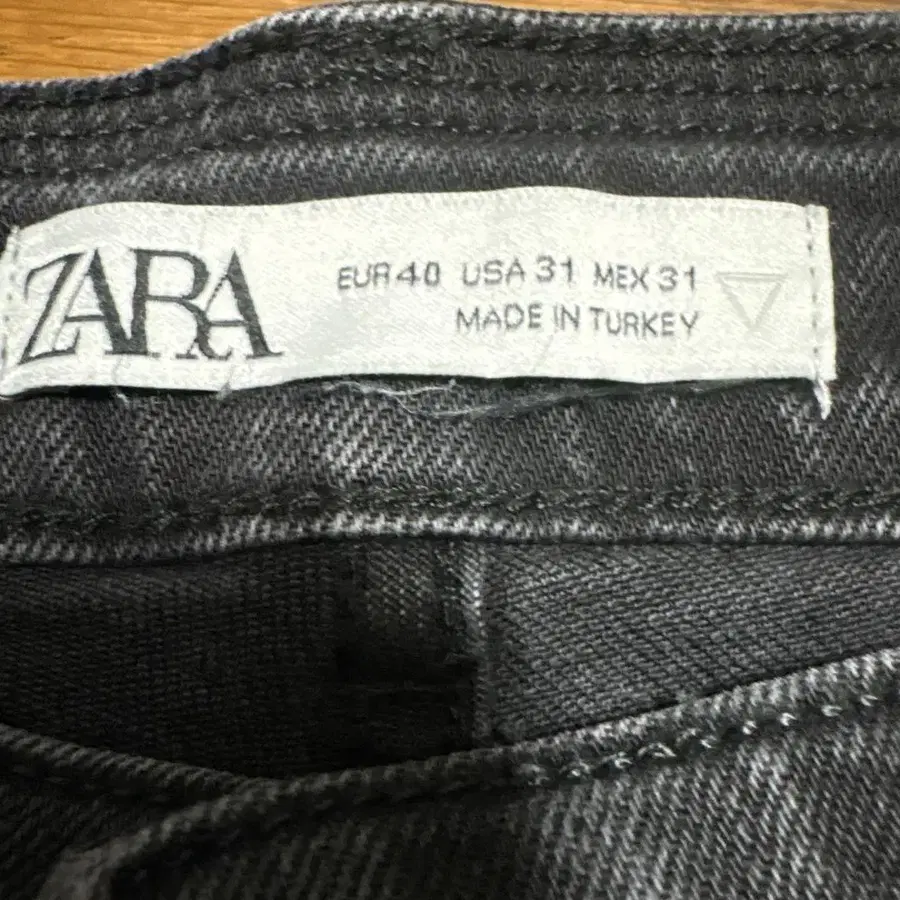 ZARA
EUR 40 USA 31 MEX 31
MADE IN TURKEY